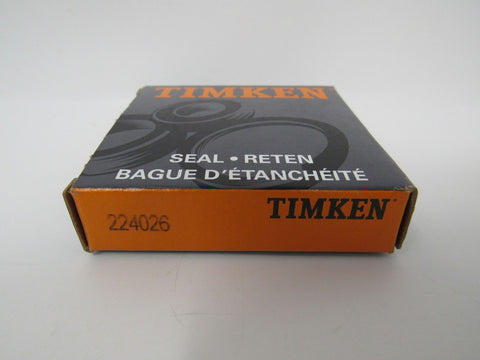 TIMKEN
SEAL • RETEN
BAGUE D'ÉTANCHÉITÉ
224026
TIMKEN